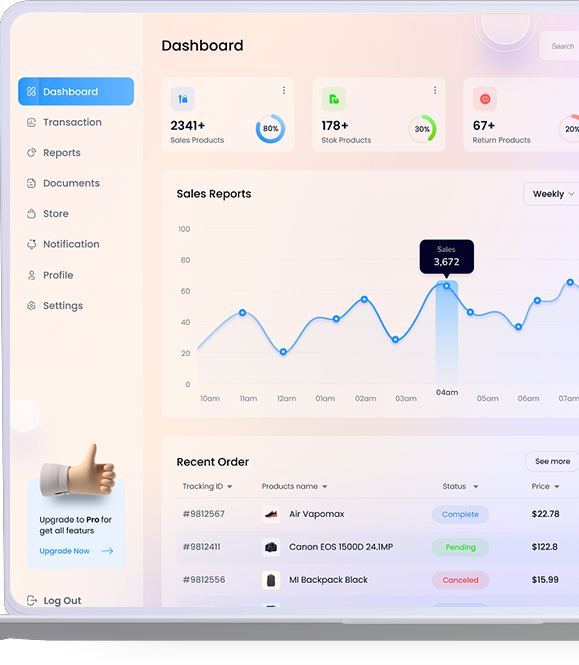 Dashboard
Search
Dashboard
Transaction
Reports
Documents
Store
Notification
Profile
Settings
2341+
Sales Products
80%
178+
Stok Products
30%
67+
Return Products
20%
Sales Reports
Weekly
100
80
60
40
20
0
Sales
3,672
10am 11am 12am 01am 02am 03am 04am 05am 06am 07am
Recent Order
See more
Tracking ID Products name Status Price
#9812567 Air Vapomax Complete $22.78
#9812411 Canon EOS 1500D 24.1MP Pending $122.8
#9812556 MI Backpack Black Canceled $15.99
Upgrade to Pro for
get all featurs
Upgrade Now
Log Out